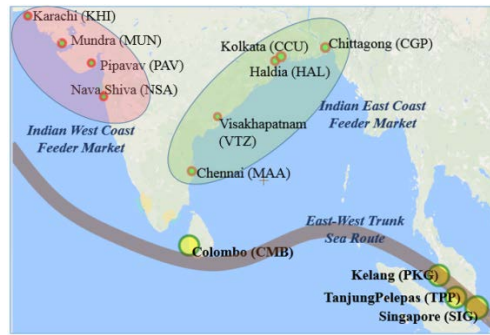 Karachi (KHI)
Mundra (MUN)
Pipavav (PAV)
Nava Shiva (NSA)
Indian West Coast
Feeder Market
Kolkata (CCU)
Haldia (HAL)
Chittagong (CGP)
Visakhapatnam
(VTZ)
Chennai (MAA)
Indian East Coast
Feeder Market
East-West Trunk
Sea Route
Colombo (CMB)
Kelang (PKG)
TanjungPelepas (TPP)
Singapore (SIG)